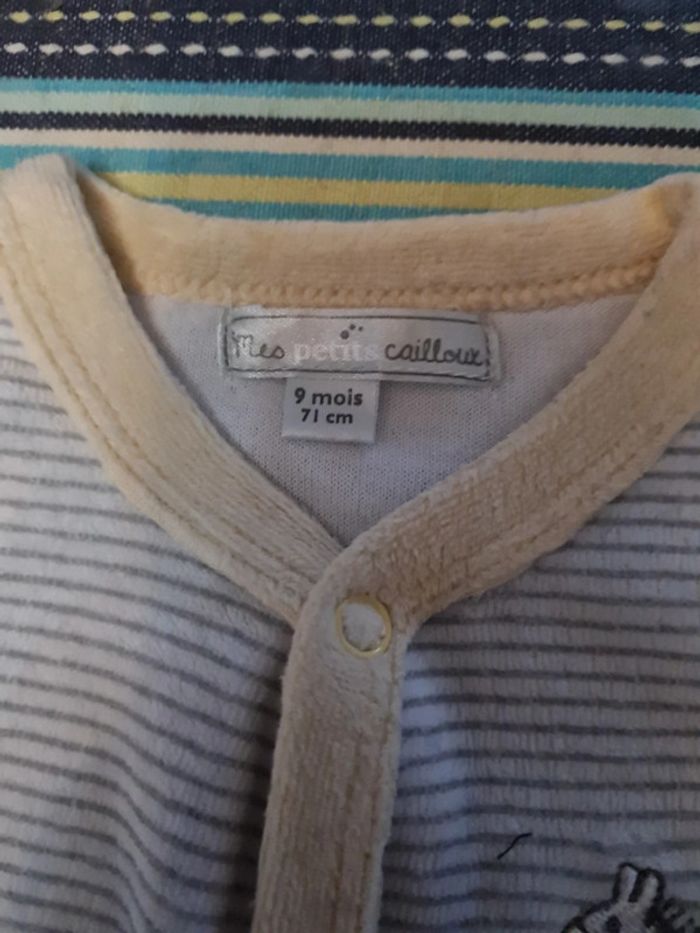 Mes petits cailloux
9 mois
71 cm